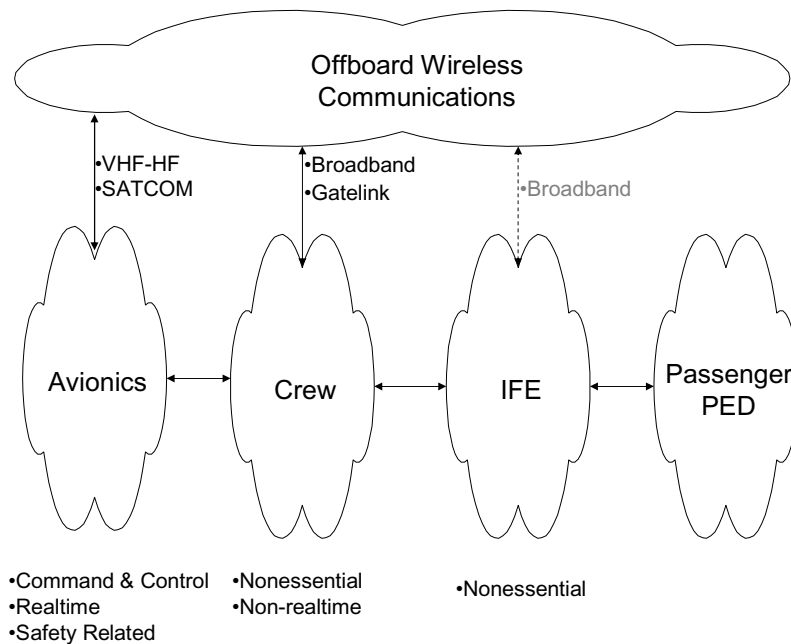 Offboard Wireless
Communications
•VHF-HF
•SATCOM
•Broadband
•Gatelink
•Broadband
Avionics
Crew
IFE
Passenger
PED
•Command & Control
•Realtime
•Safety Related
•Nonessential
•Non-realtime
•Nonessential